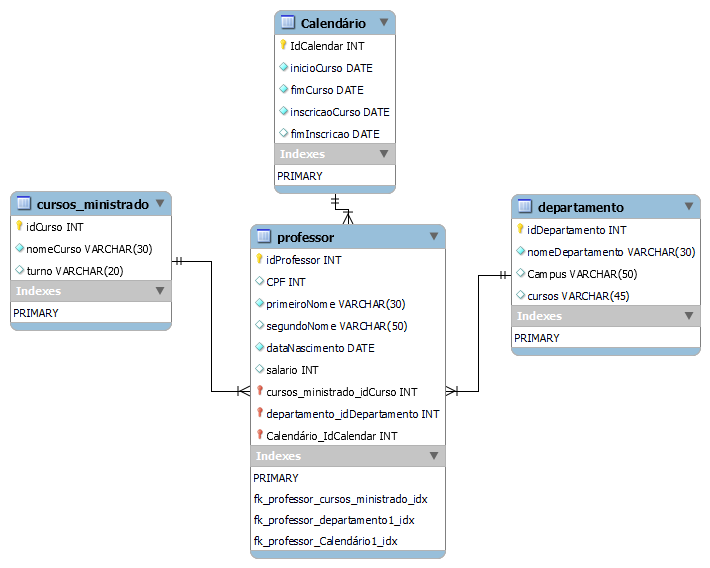 Calendário
IdCalendar INT
inicioCurso DATE
fimCurso DATE
inscricaoCurso DATE
fimInscricao DATE
Indexes
PRIMARY
cursos_ministrado
idCurso INT
nomeCurso VARCHAR(30)
turno VARCHAR(20)
Indexes
PRIMARY
professor
idProfessor INT
CPF INT
primeiroNome VARCHAR(30)
segundoNome VARCHAR(50)
dataNascimento DATE
salario INT
cursos_ministrado_idCurso INT
departamento_idDepartamento INT
Calendário_IdCalendar INT
Indexes
PRIMARY
fk_professor_cursos_ministrado_idx
fk_professor_departamento1_idx
fk_professor_Calendário1_idx
departamento
idDepartamento INT
nomeDepartamento VARCHAR(30)
Campus VARCHAR(50)
cursos VARCHAR(45)
Indexes
PRIMARY